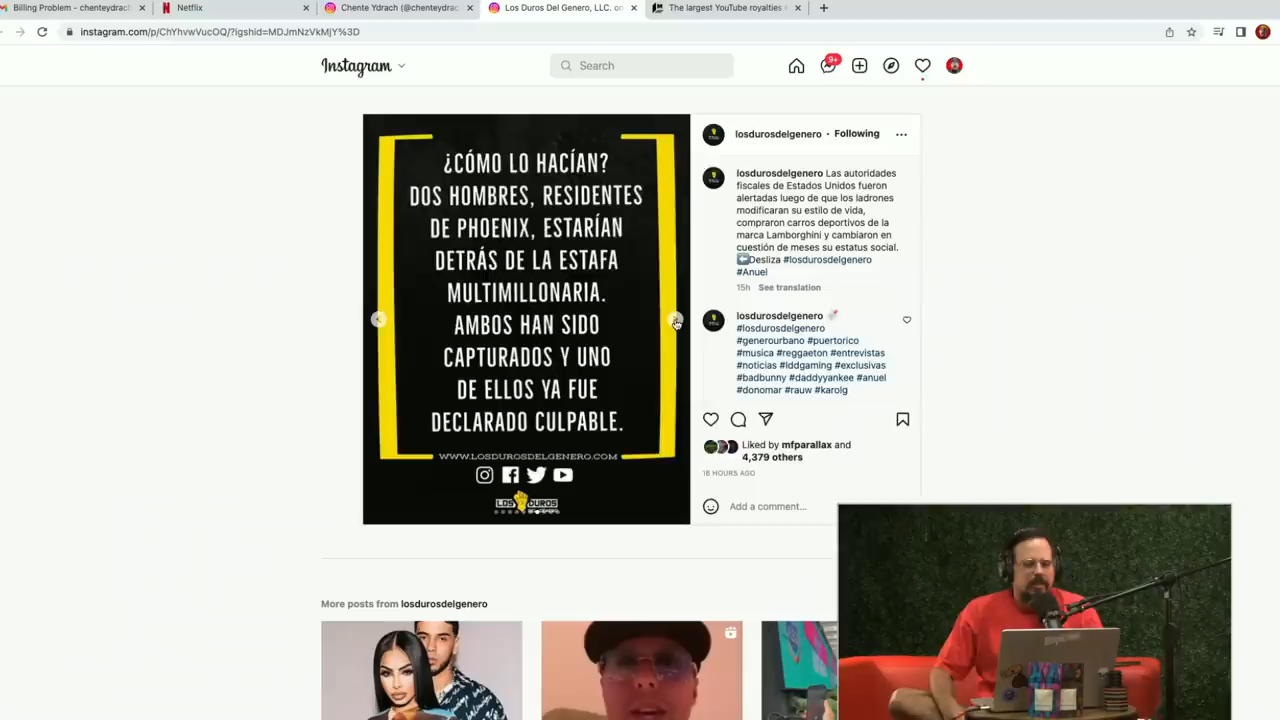 Billing Problem - chenteydrach
Netflix
Chente Ydrach (@chenteydrac
Los Duros Del Genero, LLC. on
The largest YouTube royalties
instagram.com/p/ChYhvwVucOQ/?igshid=MDJmNzVkMjY%3D
Instagram
Search
9+
¿CÓMO LO HACÍAN?
DOS HOMBRES, RESIDENTES
DE PHOENIX, ESTARÍAN
DETRÁS DE LA ESTAFA
MULTIMILLONARIA.
AMBOS HAN SIDO
CAPTURADOS Y UNO
DE ELLOS YA FUE
DECLARADO CULPABLE.
WWW.LOSDUROSDELGENERO.COM
LOS DUROS
losdurosdelgenero • Following
losdurosdelgenero Las autoridades
fiscales de Estados Unidos fueron
alertadas luego de que los ladrones
modificaran su estilo de vida,
compraron carros deportivos de la
marca Lamborghini y cambiaron en
cuestión de meses su estatus social.
Desliza #losdurosdelgenero
#Anuel
15h See translation
losdurosdelgenero
#losdurosdelgenero
#generourbano #puertorico
#musica #reggaeton #entrevistas
#noticias #lddgaming #exclusivas
#badbunny #daddyyankee #anuel
#donomar #rauw #karolg
Liked by mfparallax and
4,379 others
16 HOURS AGO
Add a comment...
More posts from losdurosdelgenero